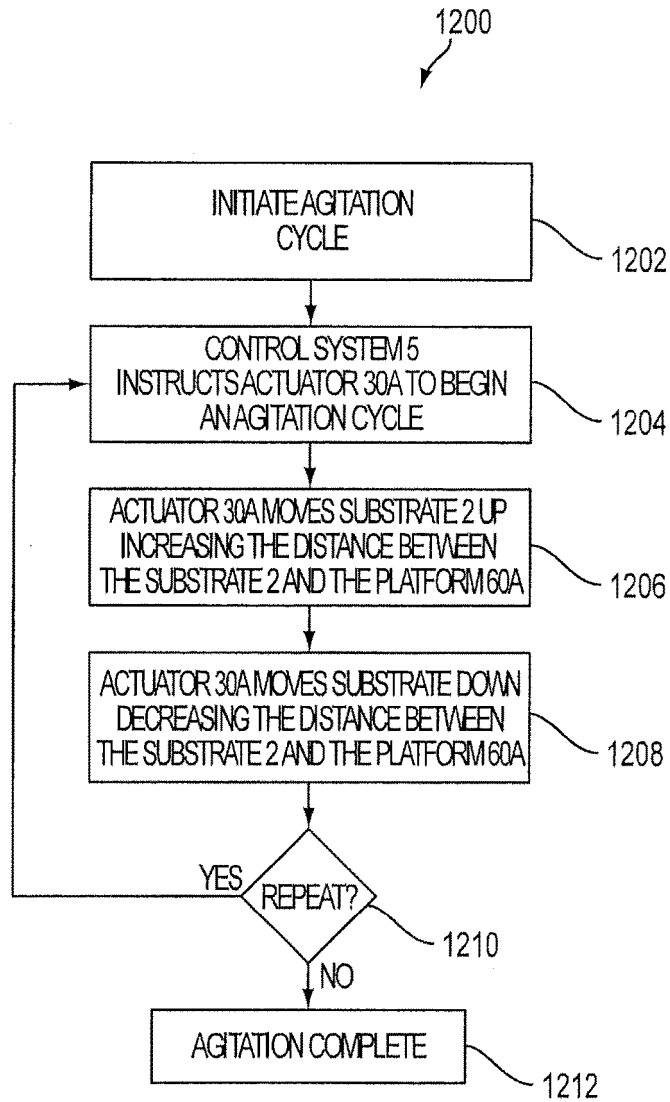 1200
INITIATE AGITATION
CYCLE
1202
CONTROL SYSTEM 5
INSTRUCTS ACTUATOR 30A TO BEGIN
AN AGITATION CYCLE
1204
ACTUATOR 30A MOVES SUBSTRATE 2 UP
INCREASING THE DISTANCE BETWEEN
THE SUBSTRATE 2 AND THE PLATFORM 60A
1206
ACTUATOR 30A MOVES SUBSTRATE DOWN
DECREASING THE DISTANCE BETWEEN
THE SUBSTRATE 2 AND THE PLATFORM 60A
1208
YES
REPEAT?
1210
NO
AGITATION COMPLETE
1212